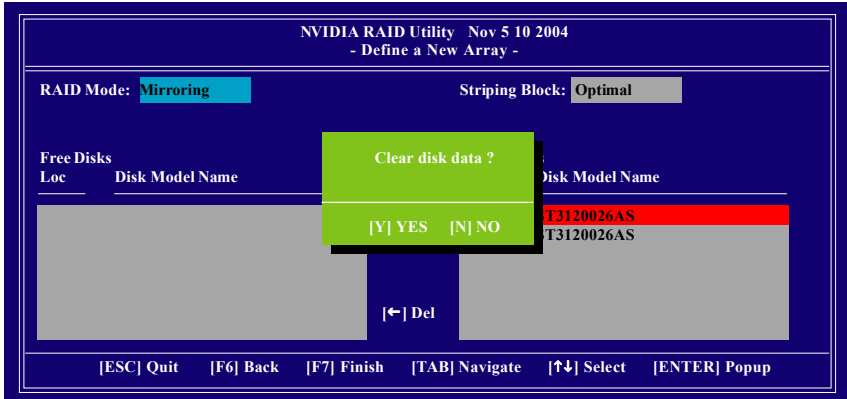 NVIDIA RAID Utility Nov 5 10 2004
- Define a New Array -
RAID Mode: Mirroring Striping Block: Optimal
Free Disks
Loc Disk Model Name Disk Model Name
Clear disk data ?
[Y] YES [N] NO
ST3120026AS
ST3120026AS
[←] Del
[ESC] Quit [F6] Back [F7] Finish [TAB] Navigate [↑↓] Select [ENTER] Popup